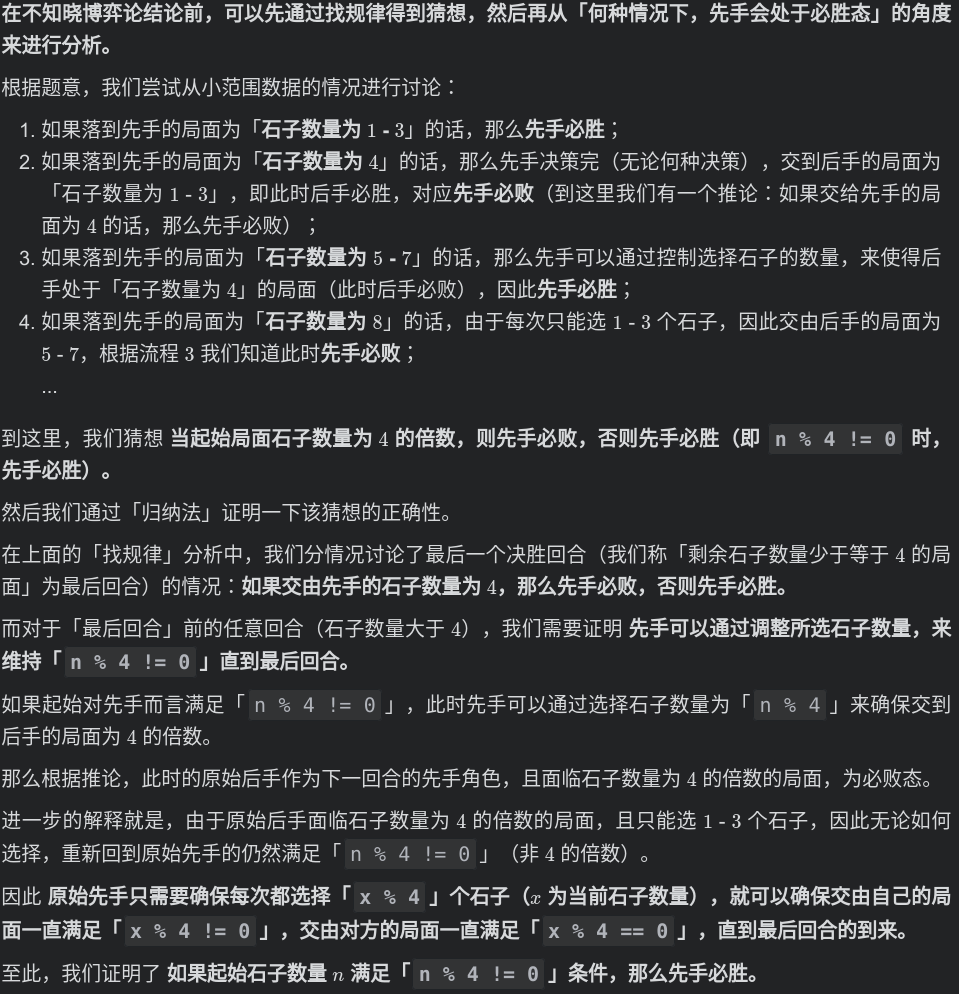 在不知晓博弈论结论前，可以先通过找规律得到猜想，然后再从「何种情况下，先手会处于必胜态」的角度
来进行分析。
根据题意，我们尝试从小范围数据的情况进行讨论：
1. 如果落到先手的局面为「石子数量为 1 - 3」的话，那么先手必胜；
2. 如果落到先手的局面为「石子数量为 4」的话，那么先手决策完（无论何种决策），交到后手的局面为
「石子数量为 1 - 3」，即此时后手必胜，对应先手必败（到这里我们有一个推论：如果交给先手的局
面为 4 的话，那么先手必败）；
3. 如果落到先手的局面为「石子数量为 5 - 7」的话，那么先手可以通过控制选择石子的数量，来使得后
手处于「石子数量为 4」的局面（此时后手必败），因此先手必胜；
4. 如果落到先手的局面为「石子数量为 8」的话，由于每次只能选 1 - 3 个石子，因此交由后手的局面为
5 - 7，根据流程 3 我们知道此时先手必败；
...
到这里，我们猜想 当起始局面石子数量为 4 的倍数，则先手必败，否则先手必胜（即 n % 4 != 0 时，
先手必胜）。
然后我们通过「归纳法」证明一下该猜想的正确性。
在上面的「找规律」分析中，我们分情况讨论了最后一个决胜回合（我们称「剩余石子数量少于等于 4 的局
面」为最后回合）的情况：如果交由先手的石子数量为 4，那么先手必败，否则先手必胜。
而对于「最后回合」前的任意回合（石子数量大于 4），我们需要证明 先手可以通过调整所选石子数量，来
维持「 n % 4 != 0 」直到最后回合。
如果起始对先手而言满足「 n % 4 != 0 」，此时先手可以通过选择石子数量为「 n % 4 」来确保交到
后手的局面为 4 的倍数。
那么根据推论，此时的原始后手作为下一回合的先手角色，且面临石子数量为 4 的倍数的局面，为必败态。
进一步的解释就是，由于原始后手面临石子数量为 4 的倍数的局面，且只能选 1 - 3 个石子，因此无论如何
选择，重新回到原始先手的仍然满足「 n % 4 != 0 」（非 4 的倍数）。
因此 原始先手只需要确保每次都选择「 x % 4 」个石子（x 为当前石子数量），就可以确保交由自己的局
面一直满足「 x % 4 != 0 」，交由对方的局面一直满足「 x % 4 == 0 」，直到最后回合的到来。
至此，我们证明了 如果起始石子数量 n 满足「 n % 4 != 0 」条件，那么先手必胜。